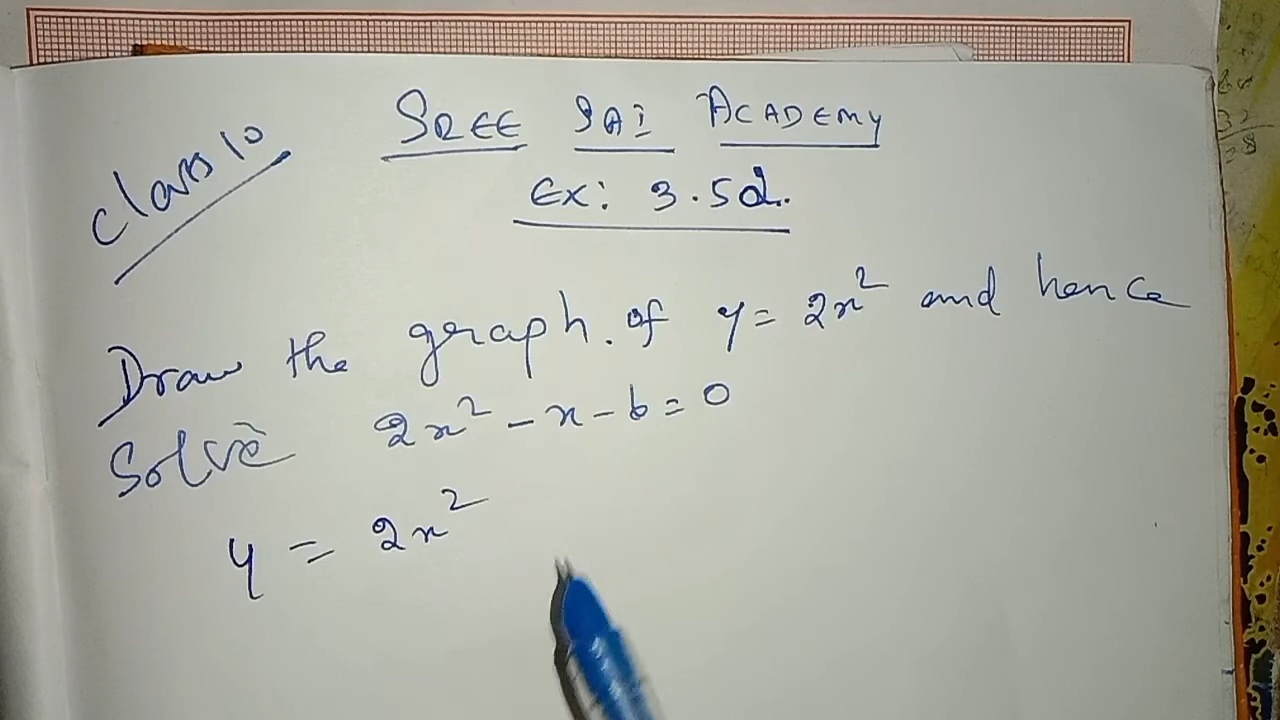 SREE SAI ACADEMY
Class 10
Ex: 3.52.
Draw the graph. of y = 2x² and hence
Solve 2x² - x - 6 = 0
y = 2x²